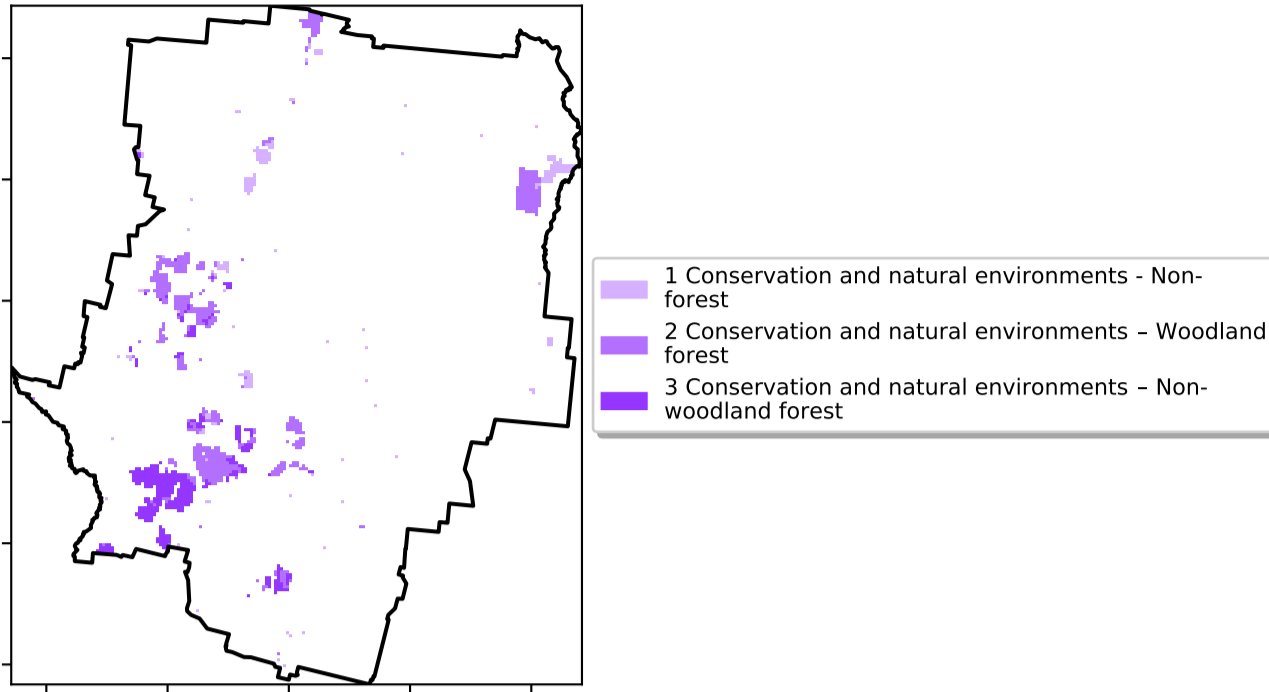 1 Conservation and natural environments - Non-
forest
2 Conservation and natural environments – Woodland
forest
3 Conservation and natural environments – Non-
woodland forest